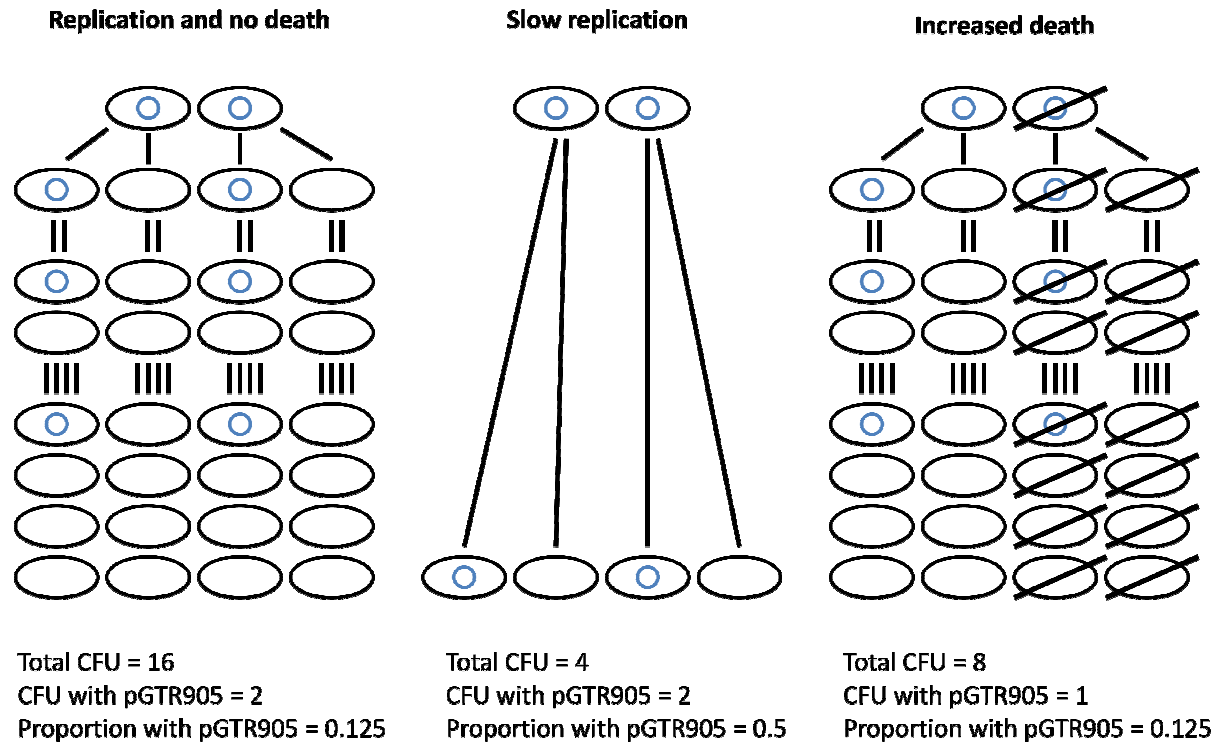 Replication and no death
Slow replication
Increased death
Total CFU = 16
CFU with pGTR905 = 2
Proportion with pGTR905 = 0.125
Total CFU = 4
CFU with pGTR905 = 2
Proportion with pGTR905 = 0.5
Total CFU = 8
CFU with pGTR905 = 1
Proportion with pGTR905 = 0.125